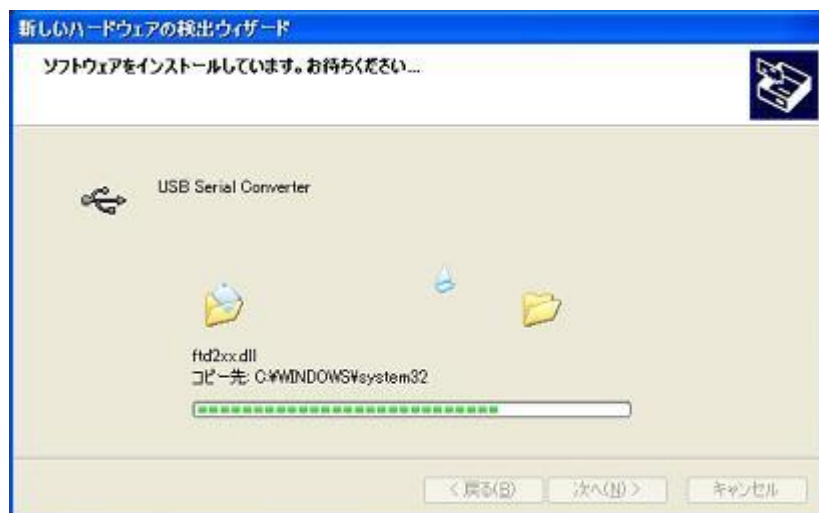 新しいハードウェアの検出ウィザード
ソフトウェアをインストールしています。お待ちください...
USB Serial Converter
ftd2xx.dll
コピー先: C:¥WINDOWS¥system32
< 戻る(B)
次へ(N) >
キャンセル